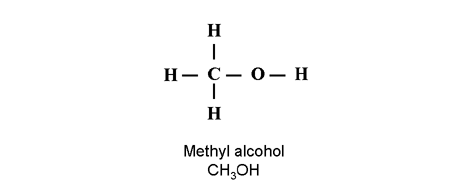 H
H — C — O — H
H
Methyl alcohol
CH₃OH